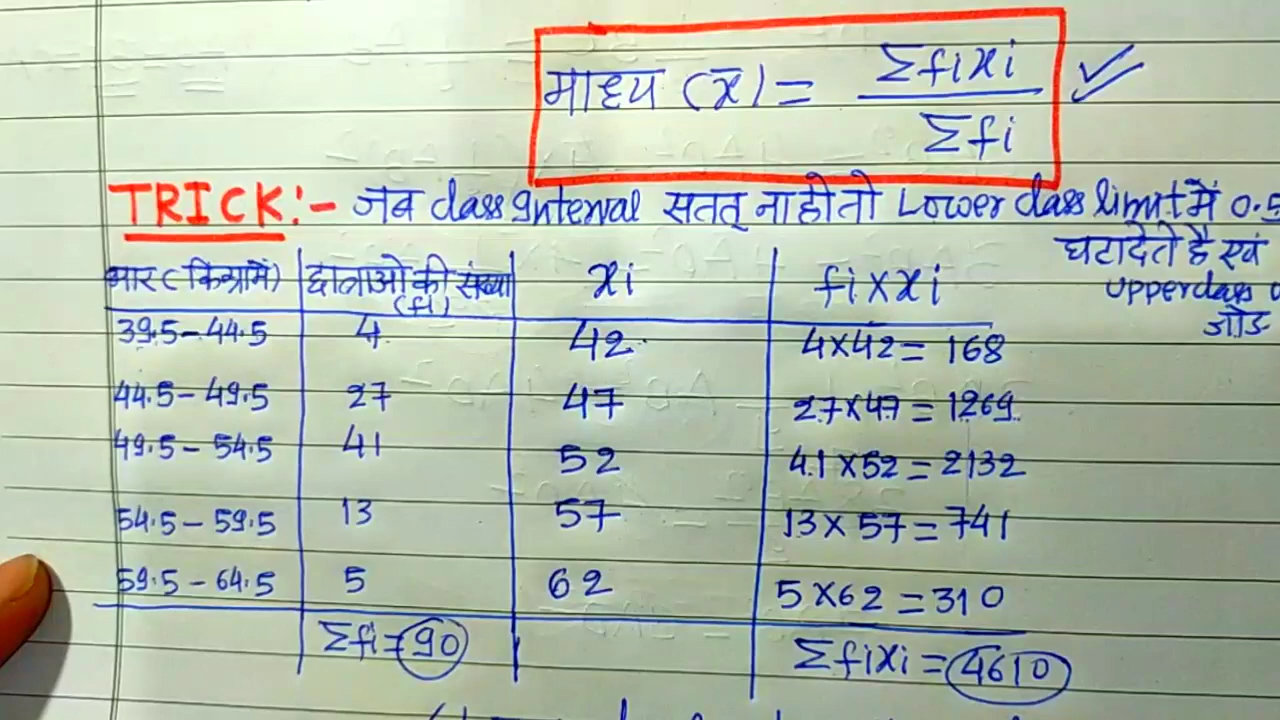 माध्य (x̄) = Σfixi / Σfi
TRICK:- जब class Interval सतत् ना हो तो Lower class limit में 0.5
घटा देते है एवं
upper class
जोड
भार (किग्रा में) छात्राओ की संख्या (fi) xi fi×xi
39.5-44.5 4 42 4×42= 168
44.5-49.5 27 47 27×47=1269
49.5-54.5 41 52 41×52=2132
54.5-59.5 13 57 13×57=741
59.5-64.5 5 62 5×62=310
Σfi=90 Σfixi=4610